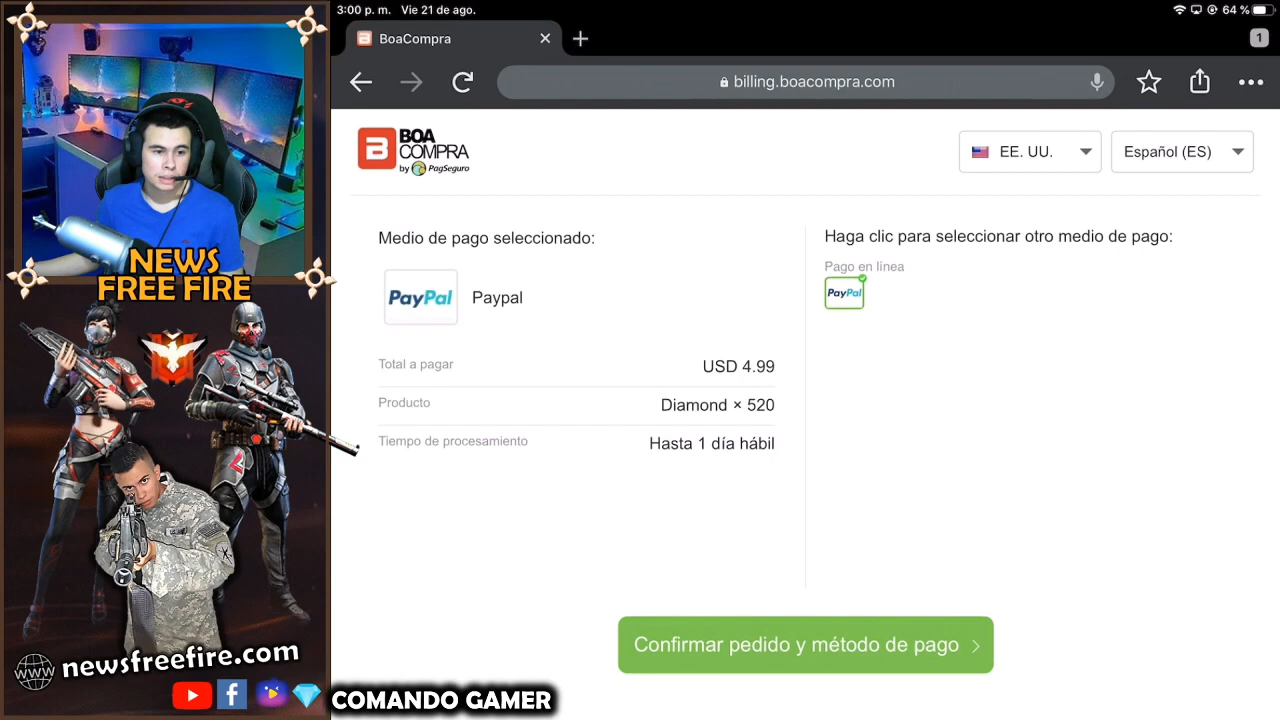 3:00 p. m. Vie 21 de ago.
64 %
BoaCompra
1
billing.boacompra.com
BOA
COMPRA
by PagSeguro
EE. UU.
Español (ES)
Medio de pago seleccionado:
Haga clic para seleccionar otro medio de pago:
Pago en línea
PayPal
PayPal
Paypal
Total a pagar
USD 4.99
Producto
Diamond × 520
Tiempo de procesamiento
Hasta 1 día hábil
Confirmar pedido y método de pago
NEWS
FREE FIRE
www
newsfreefire.com
COMANDO GAMER